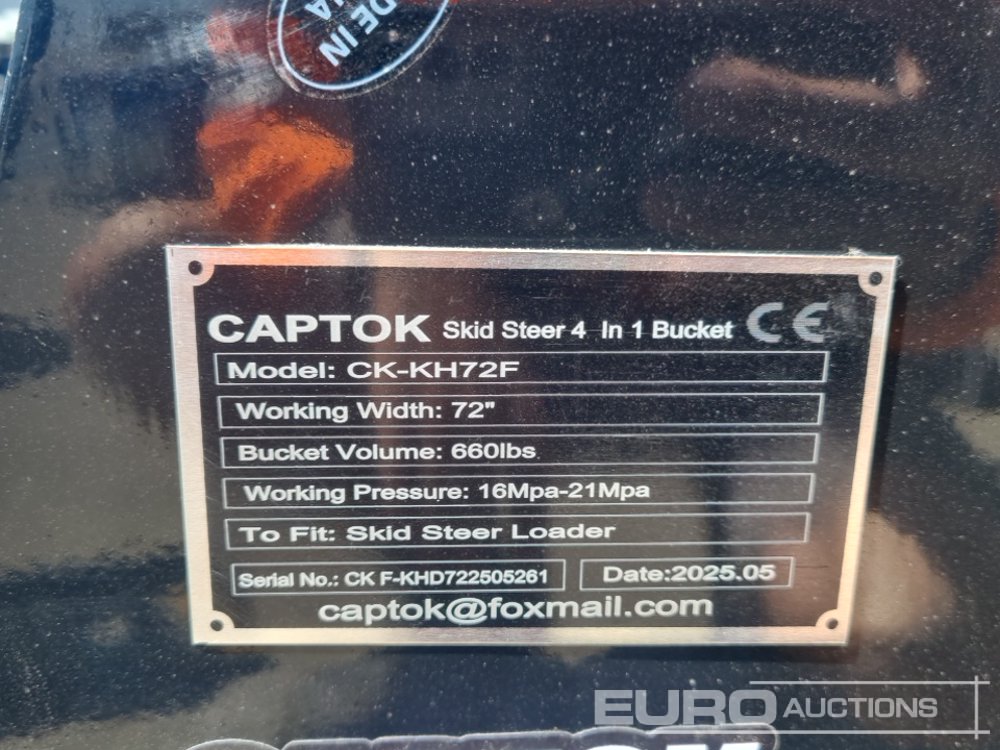 DE IN
CAPTOK Skid Steer 4 In 1 Bucket CE
Model: CK-KH72F
Working Width: 72"
Bucket Volume: 660lbs
Working Pressure: 16Mpa-21Mpa
To Fit: Skid Steer Loader
Serial No.: CK F-KHD722505261 Date:2025.05
captok@foxmail.com
EURO AUCTIONS